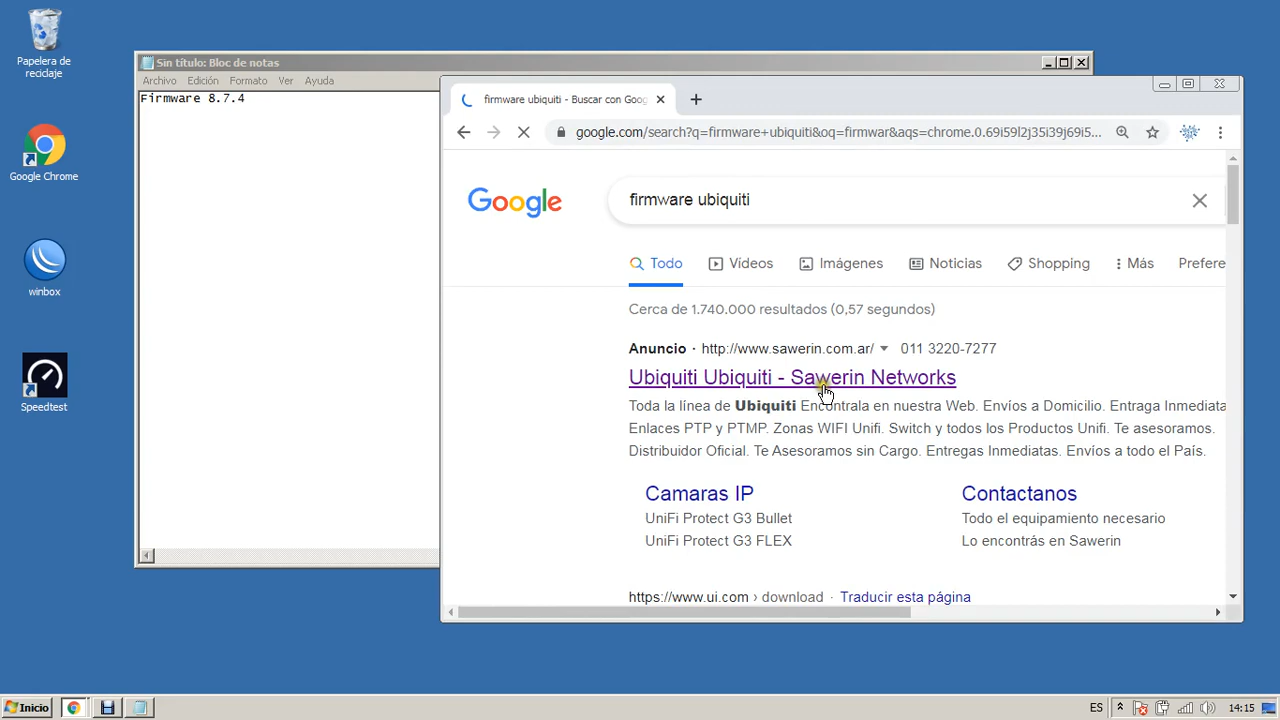 Papelera de
reciclaje
Google Chrome
winbox
Speedtest
Sin título: Bloc de notas
Archivo Edición Formato Ver Ayuda
Firmware 8.7.4
firmware ubiquiti - Buscar con Goog
google.com/search?q=firmware+ubiquiti&oq=firmwar&aqs=chrome.0.69i59l2j35i39j69i5...
Google
firmware ubiquiti
Todo Videos Imágenes Noticias Shopping Más Prefere
Cerca de 1.740.000 resultados (0,57 segundos)
Anuncio · http://www.sawerin.com.ar/ 011 3220-7277
Ubiquiti Ubiquiti - Sawerin Networks
Toda la línea de Ubiquiti Encontrala en nuestra Web. Envíos a Domicilio. Entraga Inmediata
Enlaces PTP y PTMP. Zonas WIFI Unifi. Switch y todos los Productos Unifi. Te asesoramos.
Distribuidor Oficial. Te Asesoramos sin Cargo. Entregas Inmediatas. Envíos a todo el País.
Camaras IP
UniFi Protect G3 Bullet
UniFi Protect G3 FLEX
Contactanos
Todo el equipamiento necesario
Lo encontrás en Sawerin
https://www.ui.com › download · Traducir esta página
Inicio
ES
14:15